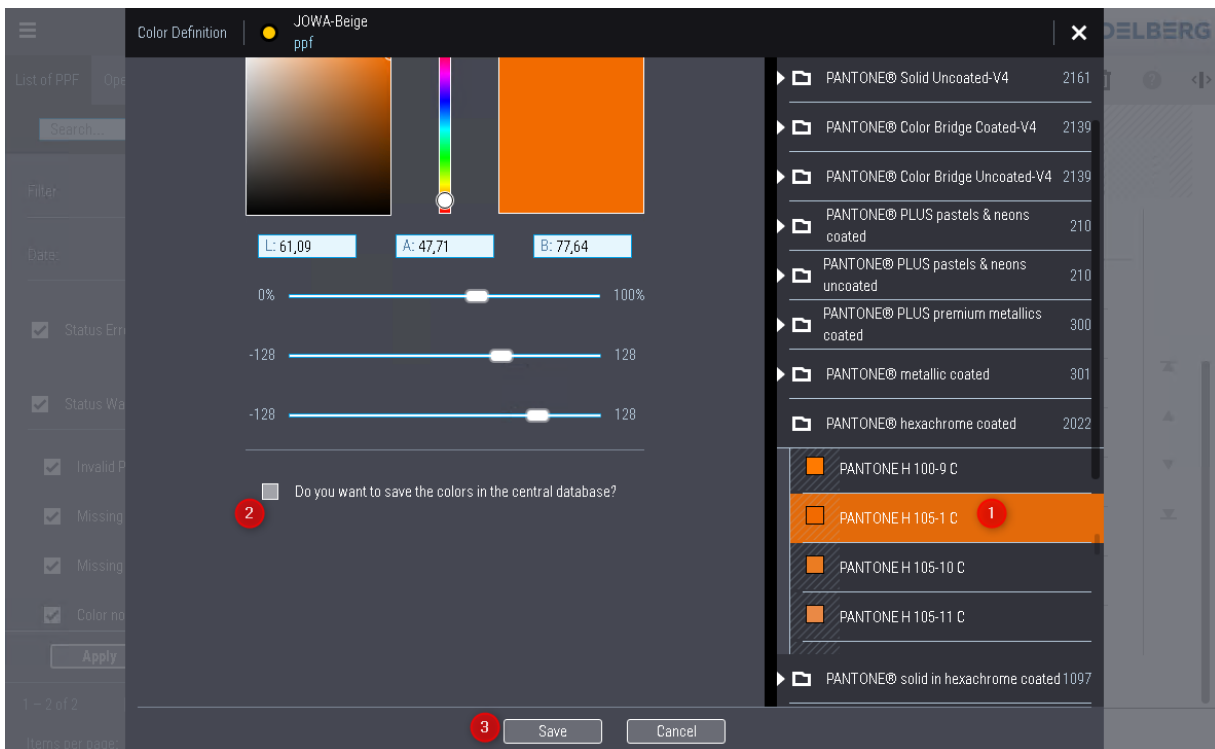 Color Definition
JOWA-Beige
ppf
DELBERG
List of PPF
Ope
Search...
Filter
Date:
Status Erro
Status Wa
Invalid P
Missing
Missing
Color no
Apply
1 – 2 of 2
Items per page:
L: 61,09
A: 47,71
B: 77,64
0%
100%
-128
128
-128
128
2
Do you want to save the colors in the central database?
PANTONE® Solid Uncoated-V4 2161
PANTONE® Color Bridge Coated-V4 2139
PANTONE® Color Bridge Uncoated-V4 2139
PANTONE® PLUS pastels & neons
coated
210
PANTONE® PLUS pastels & neons
uncoated
210
PANTONE® PLUS premium metallics
coated
300
PANTONE® metallic coated 301
PANTONE® hexachrome coated 2022
PANTONE H 100-9 C
PANTONE H 105-1 C
1
PANTONE H 105-10 C
PANTONE H 105-11 C
PANTONE® solid in hexachrome coated 1097
3
Save
Cancel